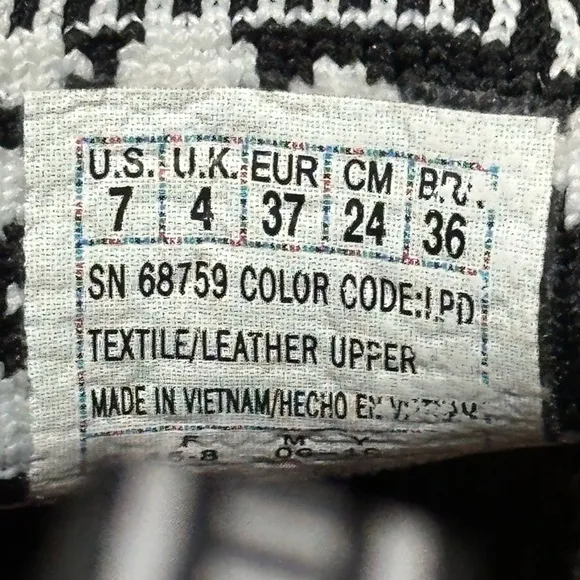 U.S. U.K. EUR CM
7 4 37 24 36
SN 68759 COLOR CODE:
TEXTILE/LEATHER UPPER
MADE IN VIETNAM/HECHO
F M Y